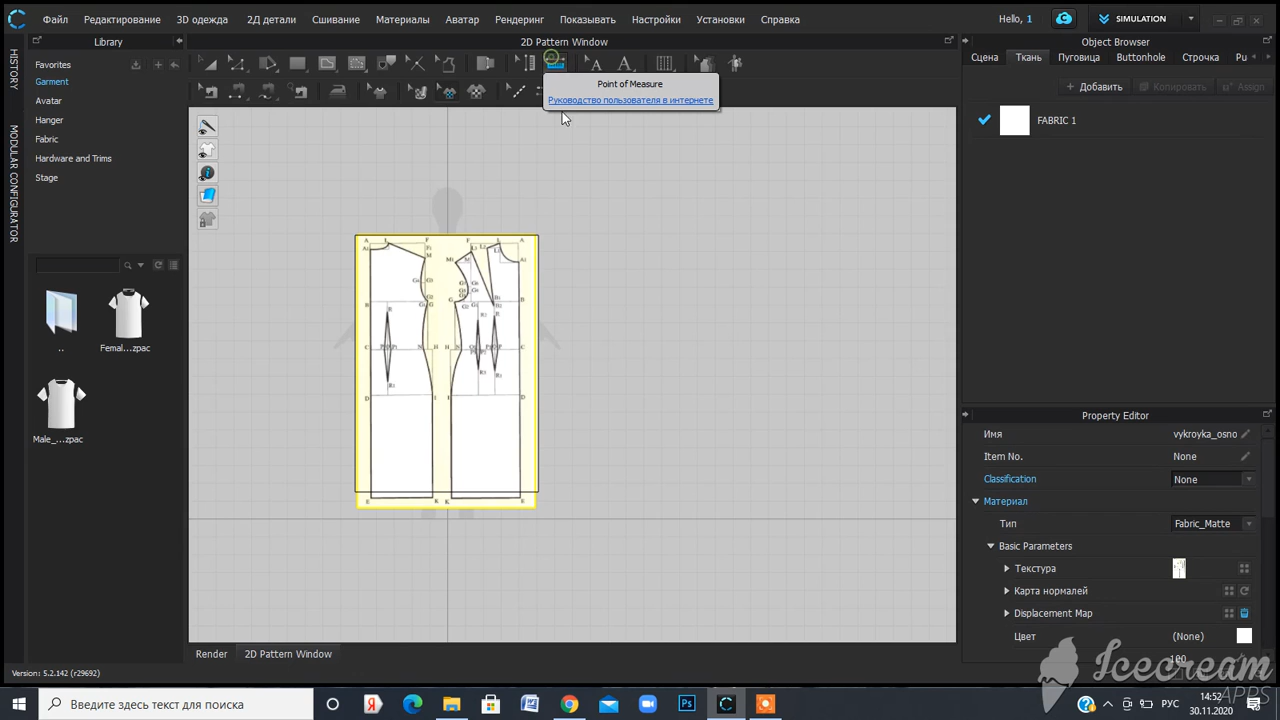 Файл
Редактирование
3D одежда
2Д детали
Сшивание
Материалы
Аватар
Рендеринг
Показывать
Настройки
Установки
Справка
Hello, 1
SIMULATION
HISTORY
MODULAR CONFIGURATOR
Library
Favorites
Garment
Avatar
Hanger
Fabric
Hardware and Trims
Stage
..
Femal...zpac
Male_...zpac
2D Pattern Window
Point of Measure
Руководство пользователя в интернете
Render
2D Pattern Window
Object Browser
Сцена
Ткань
Пуговица
Buttonhole
Строчка
Pu
Добавить
Копировать
Assign
FABRIC 1
Property Editor
Имя vykroyka_osno
Item No. None
Classification None
Материал
Тип Fabric_Matte
Basic Parameters
Текстура
Карта нормалей
Displacement Map
Цвет (None)
100
Icecream
APPS
Version: 5.2.142 (r29692)
Введите здесь текст для поиска
РУС
14:52
30.11.2020